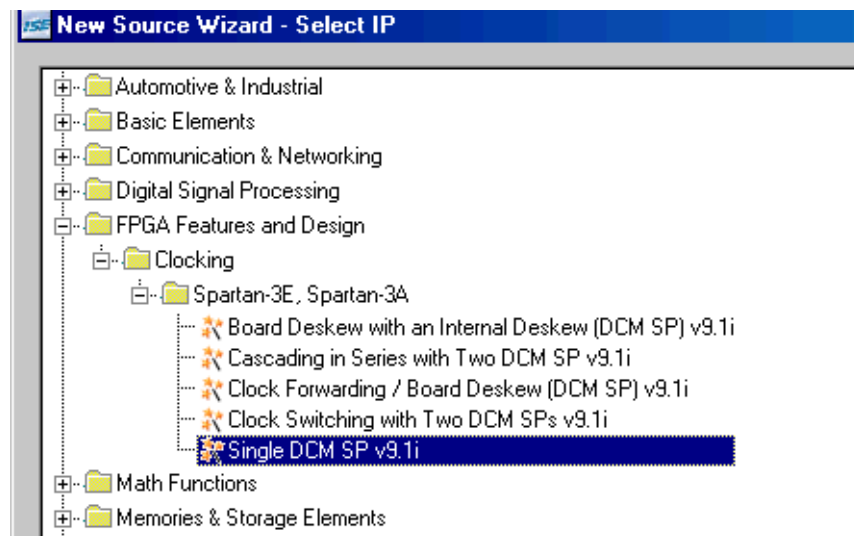 ISE New Source Wizard - Select IP
Automotive & Industrial
Basic Elements
Communication & Networking
Digital Signal Processing
FPGA Features and Design
Clocking
Spartan-3E, Spartan-3A
Board Deskew with an Internal Deskew (DCM SP) v9.1i
Cascading in Series with Two DCM SP v9.1i
Clock Forwarding / Board Deskew (DCM SP) v9.1i
Clock Switching with Two DCM SPs v9.1i
Single DCM SP v9.1i
Math Functions
Memories & Storage Elements